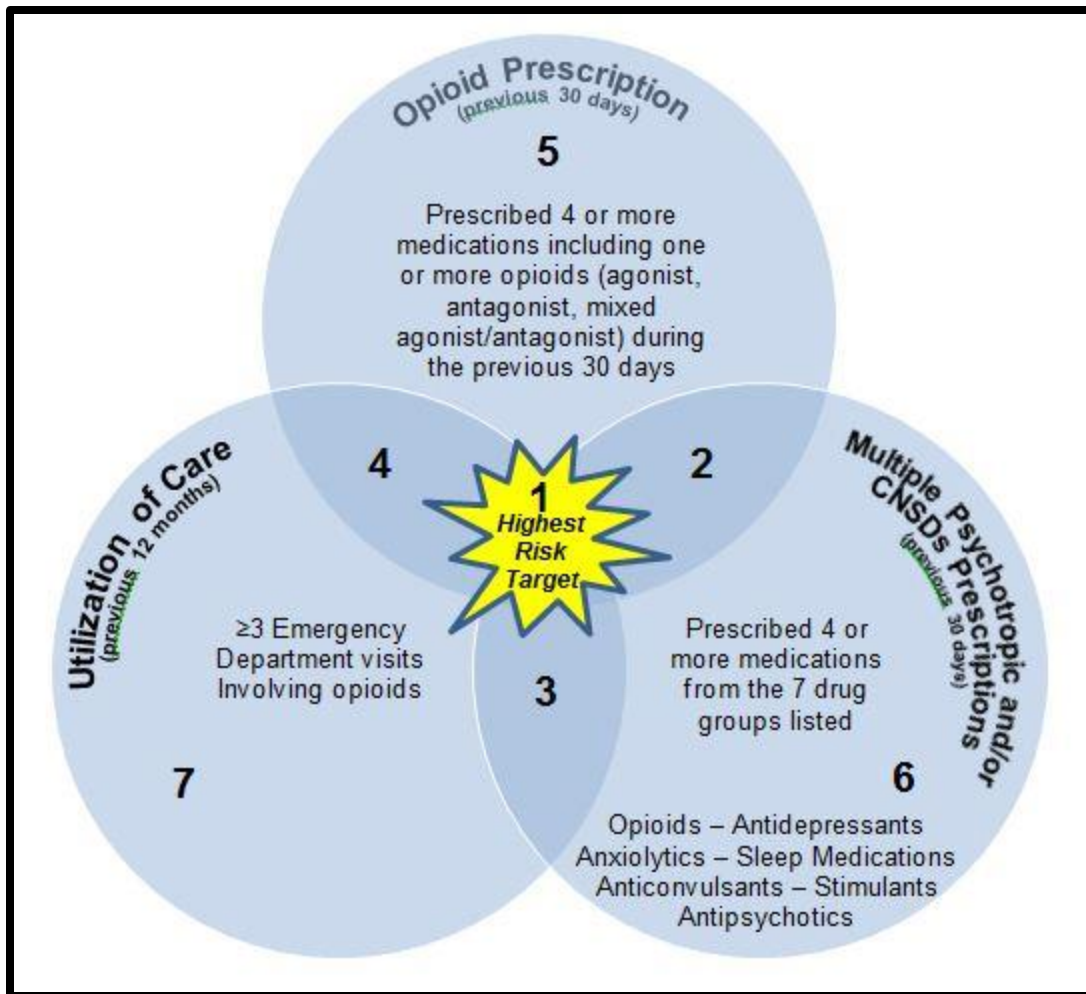 Opioid Prescription
(previous 30 days)
5
Prescribed 4 or more
medications including one
or more opioids (agonist,
antagonist, mixed
agonist/antagonist) during
the previous 30 days
4
2
1
Highest
Risk
Target
Utilization of Care
(previous 12 months)
≥3 Emergency
Department visits
Involving opioids
7
3
Multiple Psychotropic and/or
CNSDs Prescriptions
(previous 30 days)
Prescribed 4 or
more medications
from the 7 drug
groups listed
6
Opioids – Antidepressants
Anxiolytics – Sleep Medications
Anticonvulsants – Stimulants
Antipsychotics